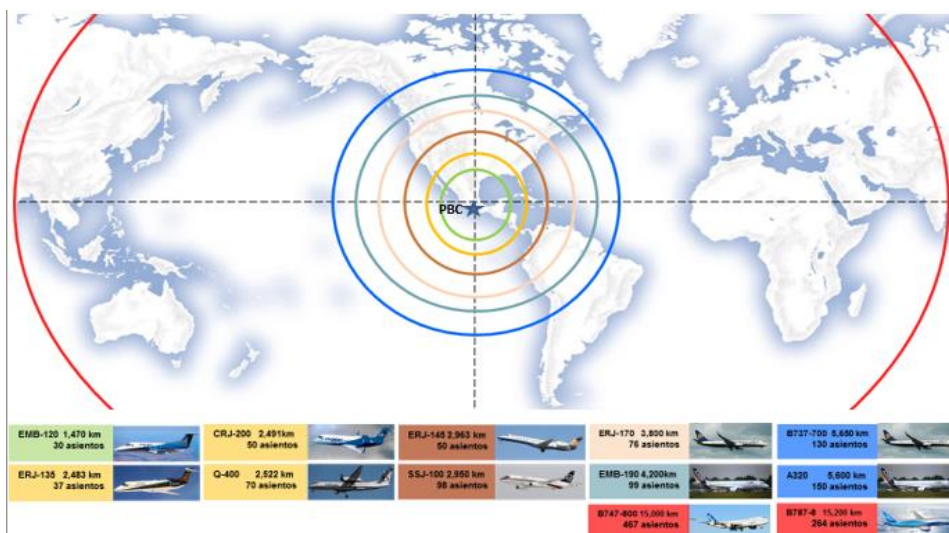 PBC
EMB-120 1,470 km
30 asientos
CRJ-200 2,491km
50 asientos
ERJ-145 2,963 km
50 asientos
ERJ-170 3,800 km
76 asientos
B737-700 5,650 km
130 asientos
ERJ-135 2,483 km
37 asientos
Q-400 2,522 km
70 asientos
SSJ-100 2,950 km
98 asientos
EMB-190 4,200km
99 asientos
A320 5,600 km
150 asientos
B747-800 15,000 km
467 asientos
B787-8 15,200 km
264 asientos